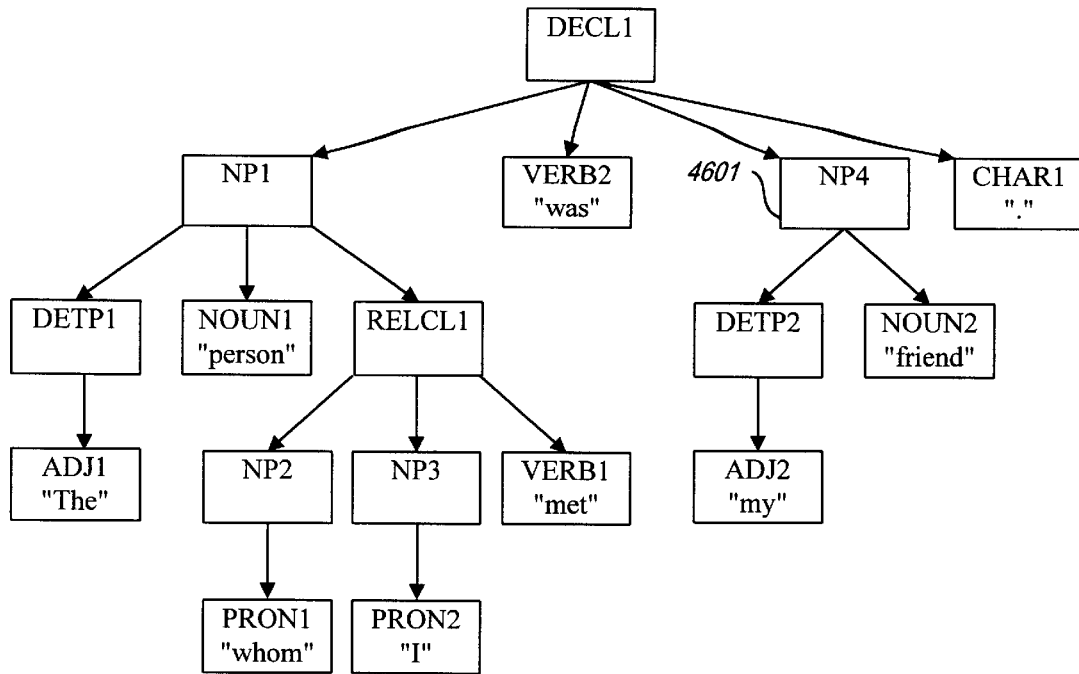 DECL1
NP1
VERB2
"was"
4601
NP4
CHAR1
"."
DETP1
NOUN1
"person"
RELCL1
DETP2
NOUN2
"friend"
ADJ1
"The"
NP2
NP3
VERB1
"met"
ADJ2
"my"
PRON1
"whom"
PRON2
"I"